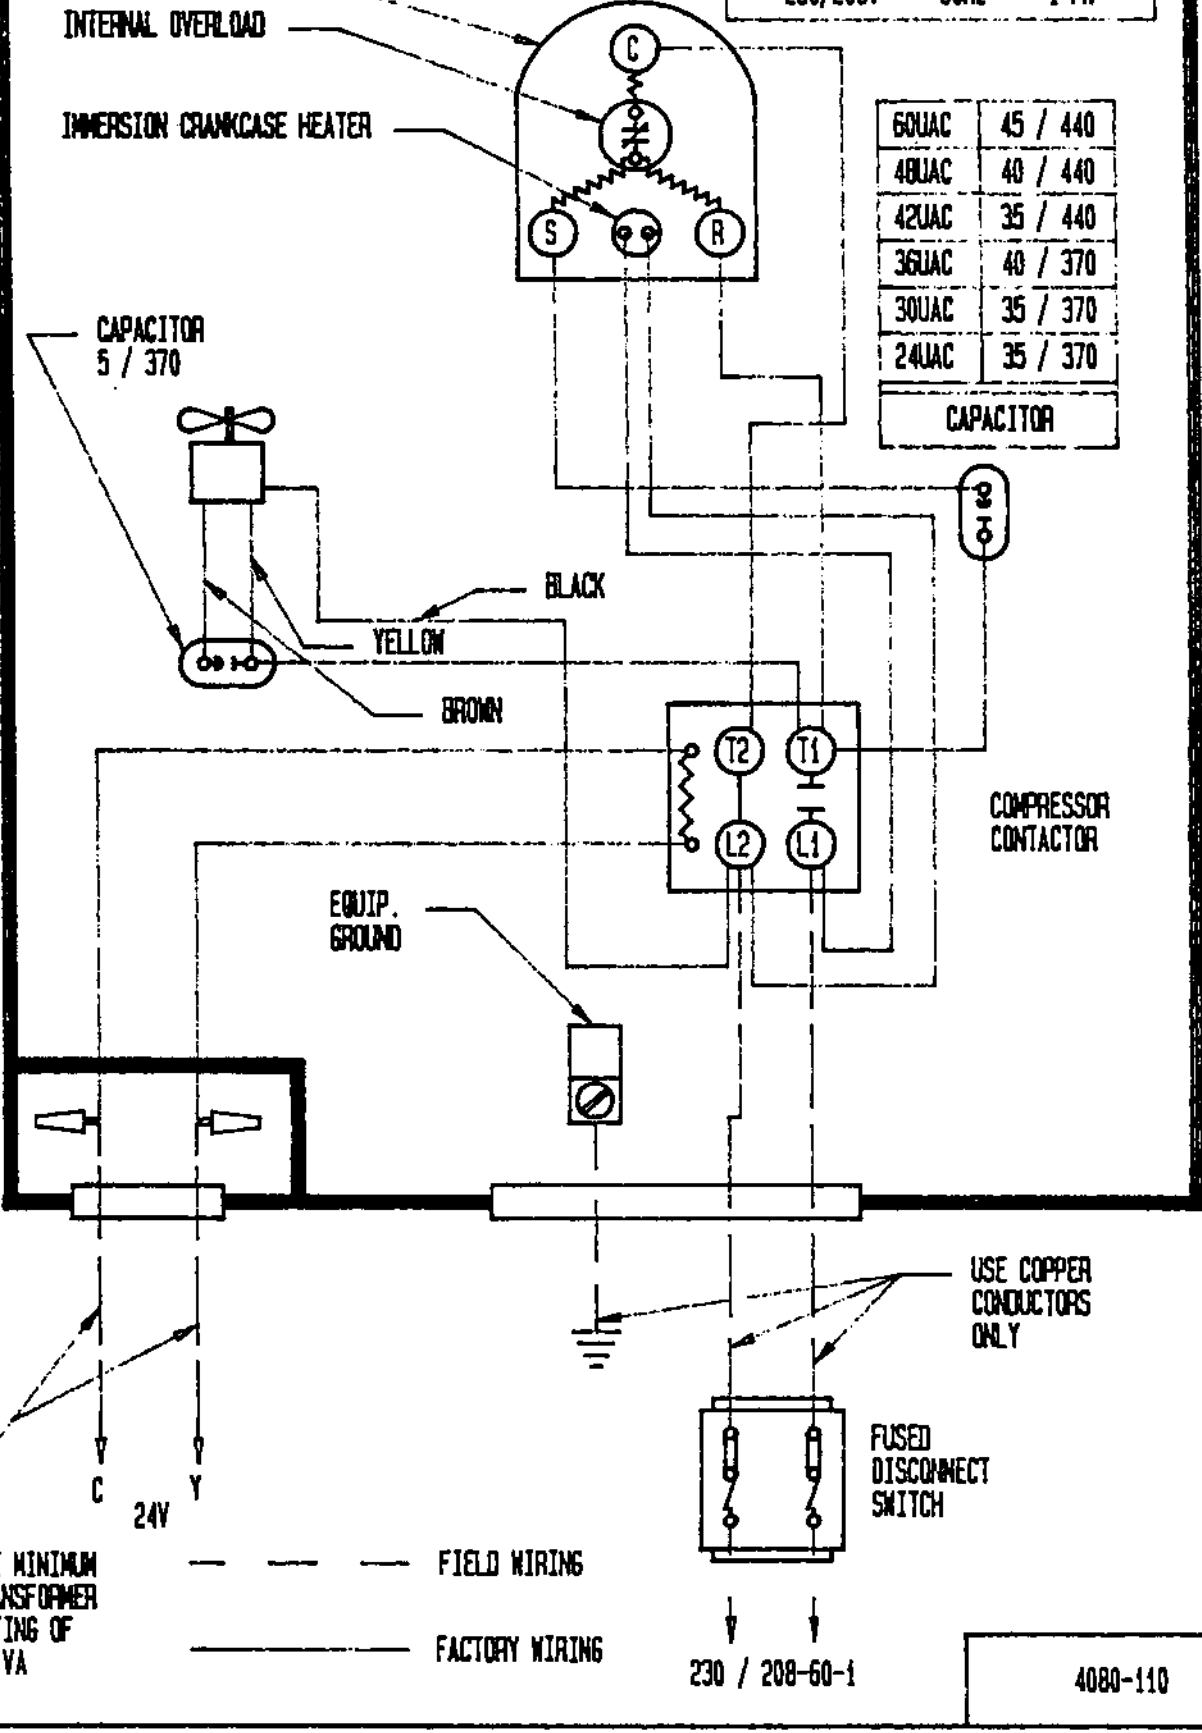 INTERNAL OVERLOAD
C
IMMERSION CRANKCASE HEATER
S
R
60UAC 45 / 440
48UAC 40 / 440
42UAC 35 / 440
36UAC 40 / 370
30UAC 35 / 370
24UAC 35 / 370
CAPACITOR
CAPACITOR
5 / 370
BLACK
YELLOW
BROWN
T2 T1
L2 L1
COMPRESSOR
CONTACTOR
EQUIP.
GROUND
USE COPPER
CONDUCTORS
ONLY
C Y
24V
FUSED
DISCONNECT
SWITCH
MINIMUM
VA
FIELD WIRING
FACTORY WIRING
230 / 208-60-1
4080-110